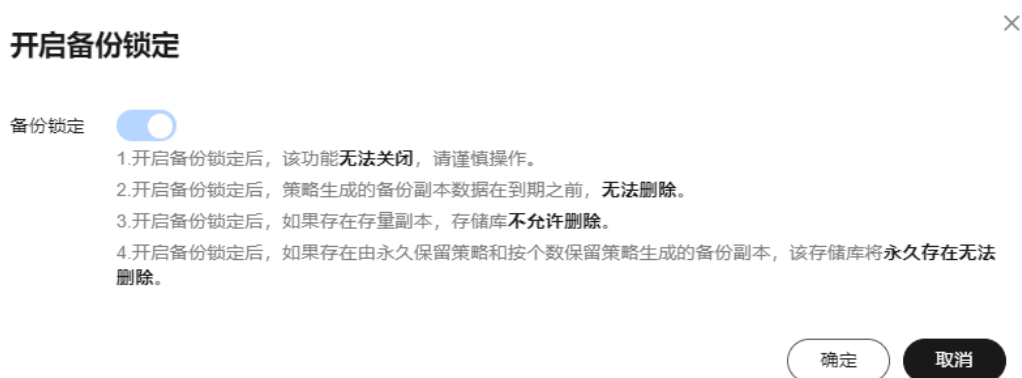 开启备份锁定
备份锁定
1.开启备份锁定后，该功能无法关闭，请谨慎操作。
2.开启备份锁定后，策略生成的备份副本数据在到期之前，无法删除。
3.开启备份锁定后，如果存在存量副本，存储库不允许删除。
4.开启备份锁定后，如果存在由永久保留策略和按个数保留策略生成的备份副本，该存储库将永久存在无法
删除。
确定
取消